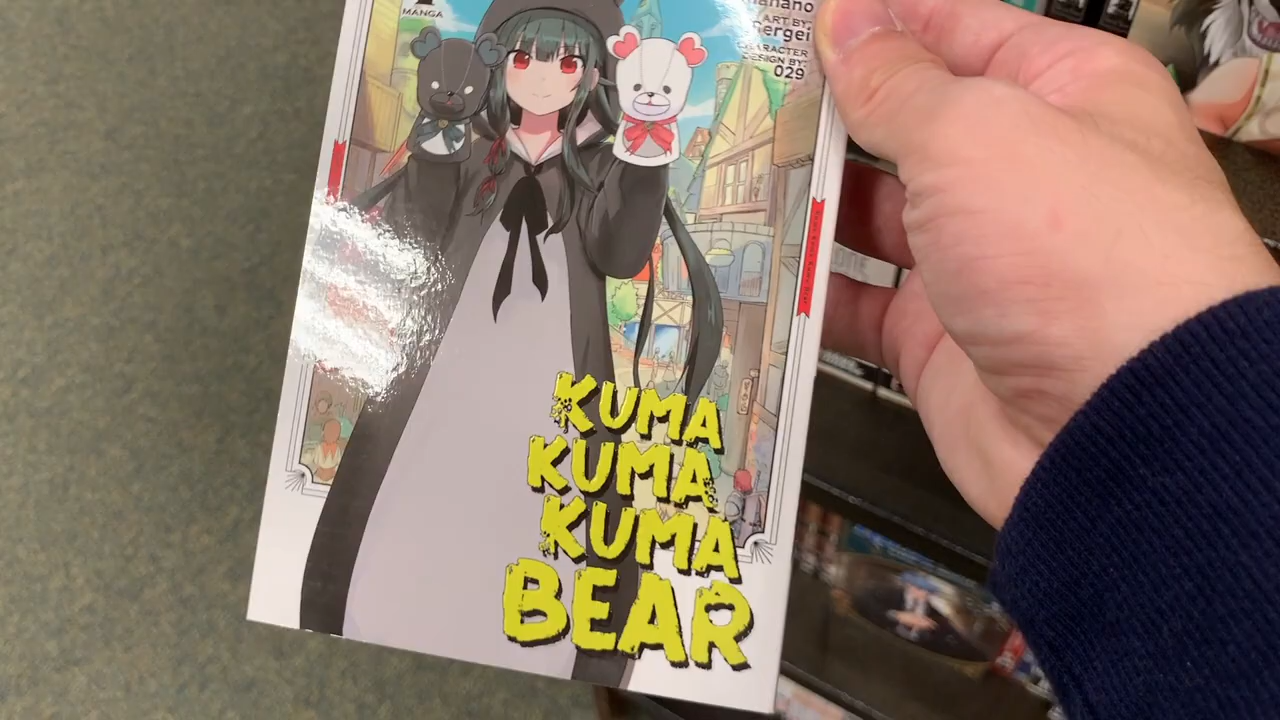 MANGA
ART BY:
CHARACTER
DESIGN BY:
029
KUMA
KUMA
KUMA
BEAR